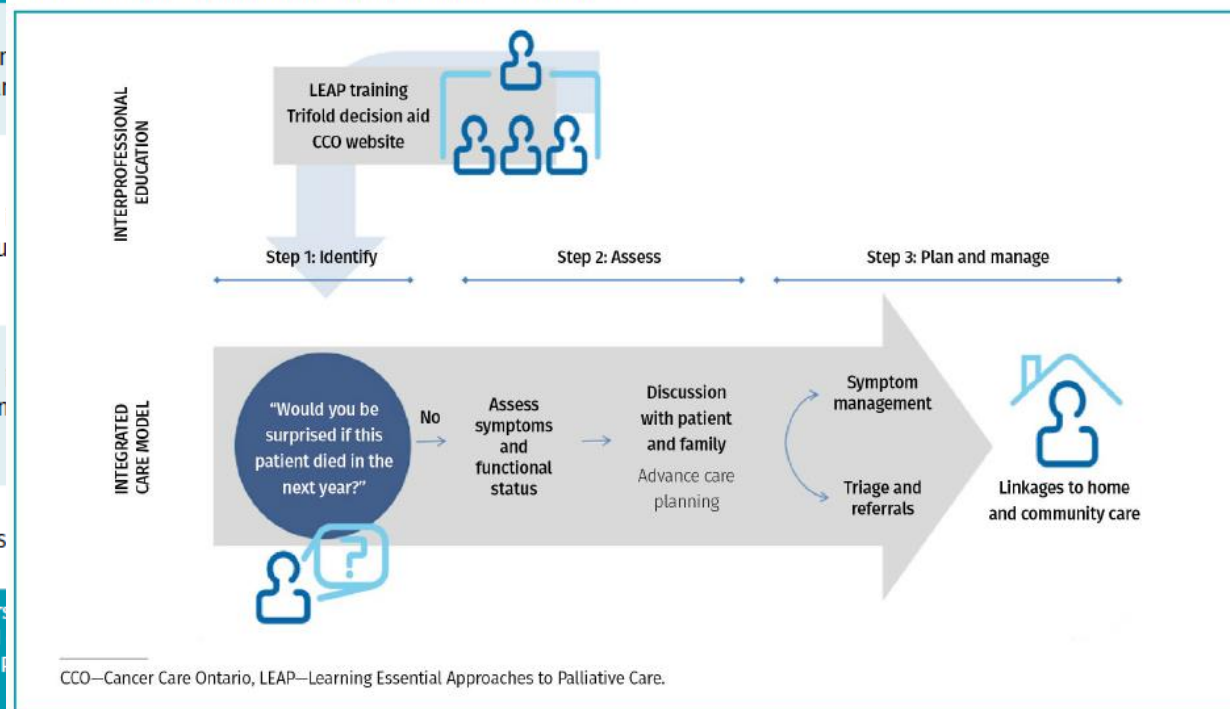 INTERPROFESSIONAL
EDUCATION
LEAP training
Trifold decision aid
CCO website
Step 1: Identify
Step 2: Assess
Step 3: Plan and manage
INTEGRATED
CARE MODEL
“Would you be
surprised if this
patient died in the
next year?”
?
No
Assess
symptoms
and
functional
status
Discussion
with patient
and family
Advance care
planning
Symptom
management
Triage and
referrals
Linkages to home
and community care
CCO—Cancer Care Ontario, LEAP—Learning Essential Approaches to Palliative Care.